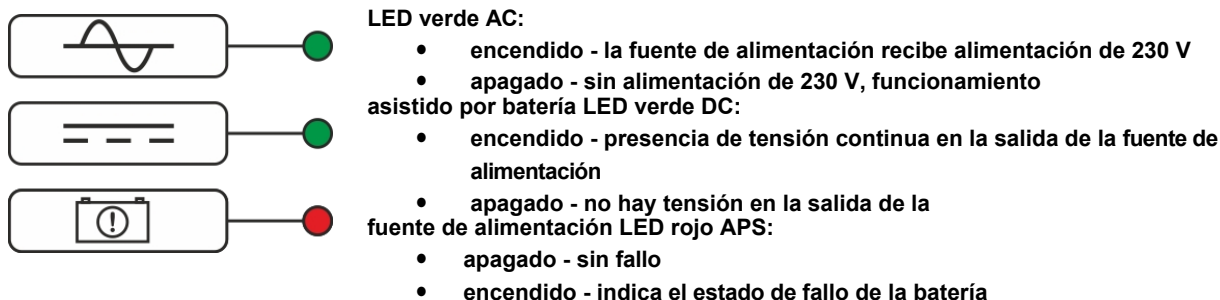 LED verde AC:
• encendido - la fuente de alimentación recibe alimentación de 230 V
• apagado - sin alimentación de 230 V, funcionamiento
asistido por batería LED verde DC:
• encendido - presencia de tensión continua en la salida de la fuente de
alimentación
• apagado - no hay tensión en la salida de la
fuente de alimentación LED rojo APS:
• apagado - sin fallo
• encendido - indica el estado de fallo de la batería